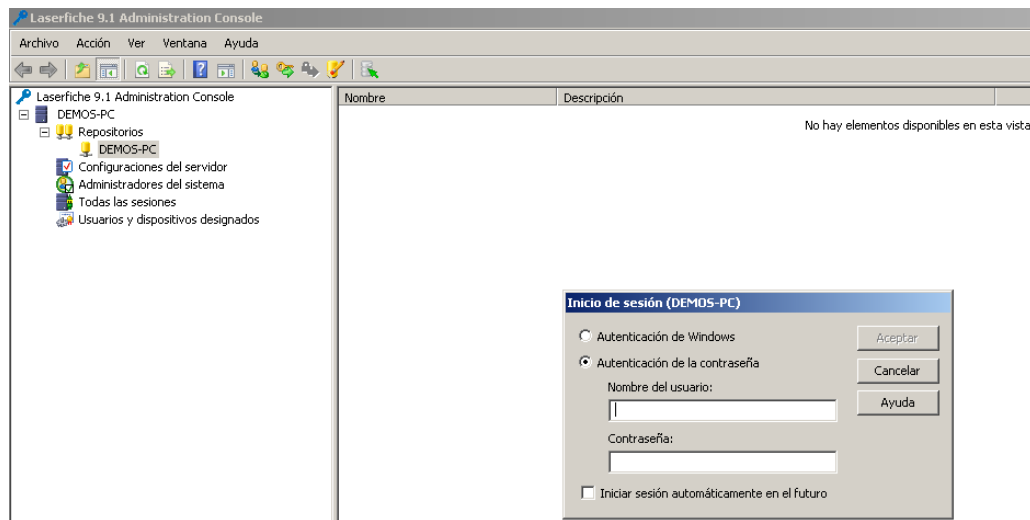 Laserfiche 9.1 Administration Console
Archivo Acción Ver Ventana Ayuda
Laserfiche 9.1 Administration Console
DEMOS-PC
Repositorios
DEMOS-PC
Configuraciones del servidor
Administradores del sistema
Todas las sesiones
Usuarios y dispositivos designados
Nombre Descripción
No hay elementos disponibles en esta vista
Inicio de sesión (DEMOS-PC)
Autenticación de Windows
Aceptar
Autenticación de la contraseña
Cancelar
Nombre del usuario:
Ayuda
Contraseña:
Iniciar sesión automáticamente en el futuro